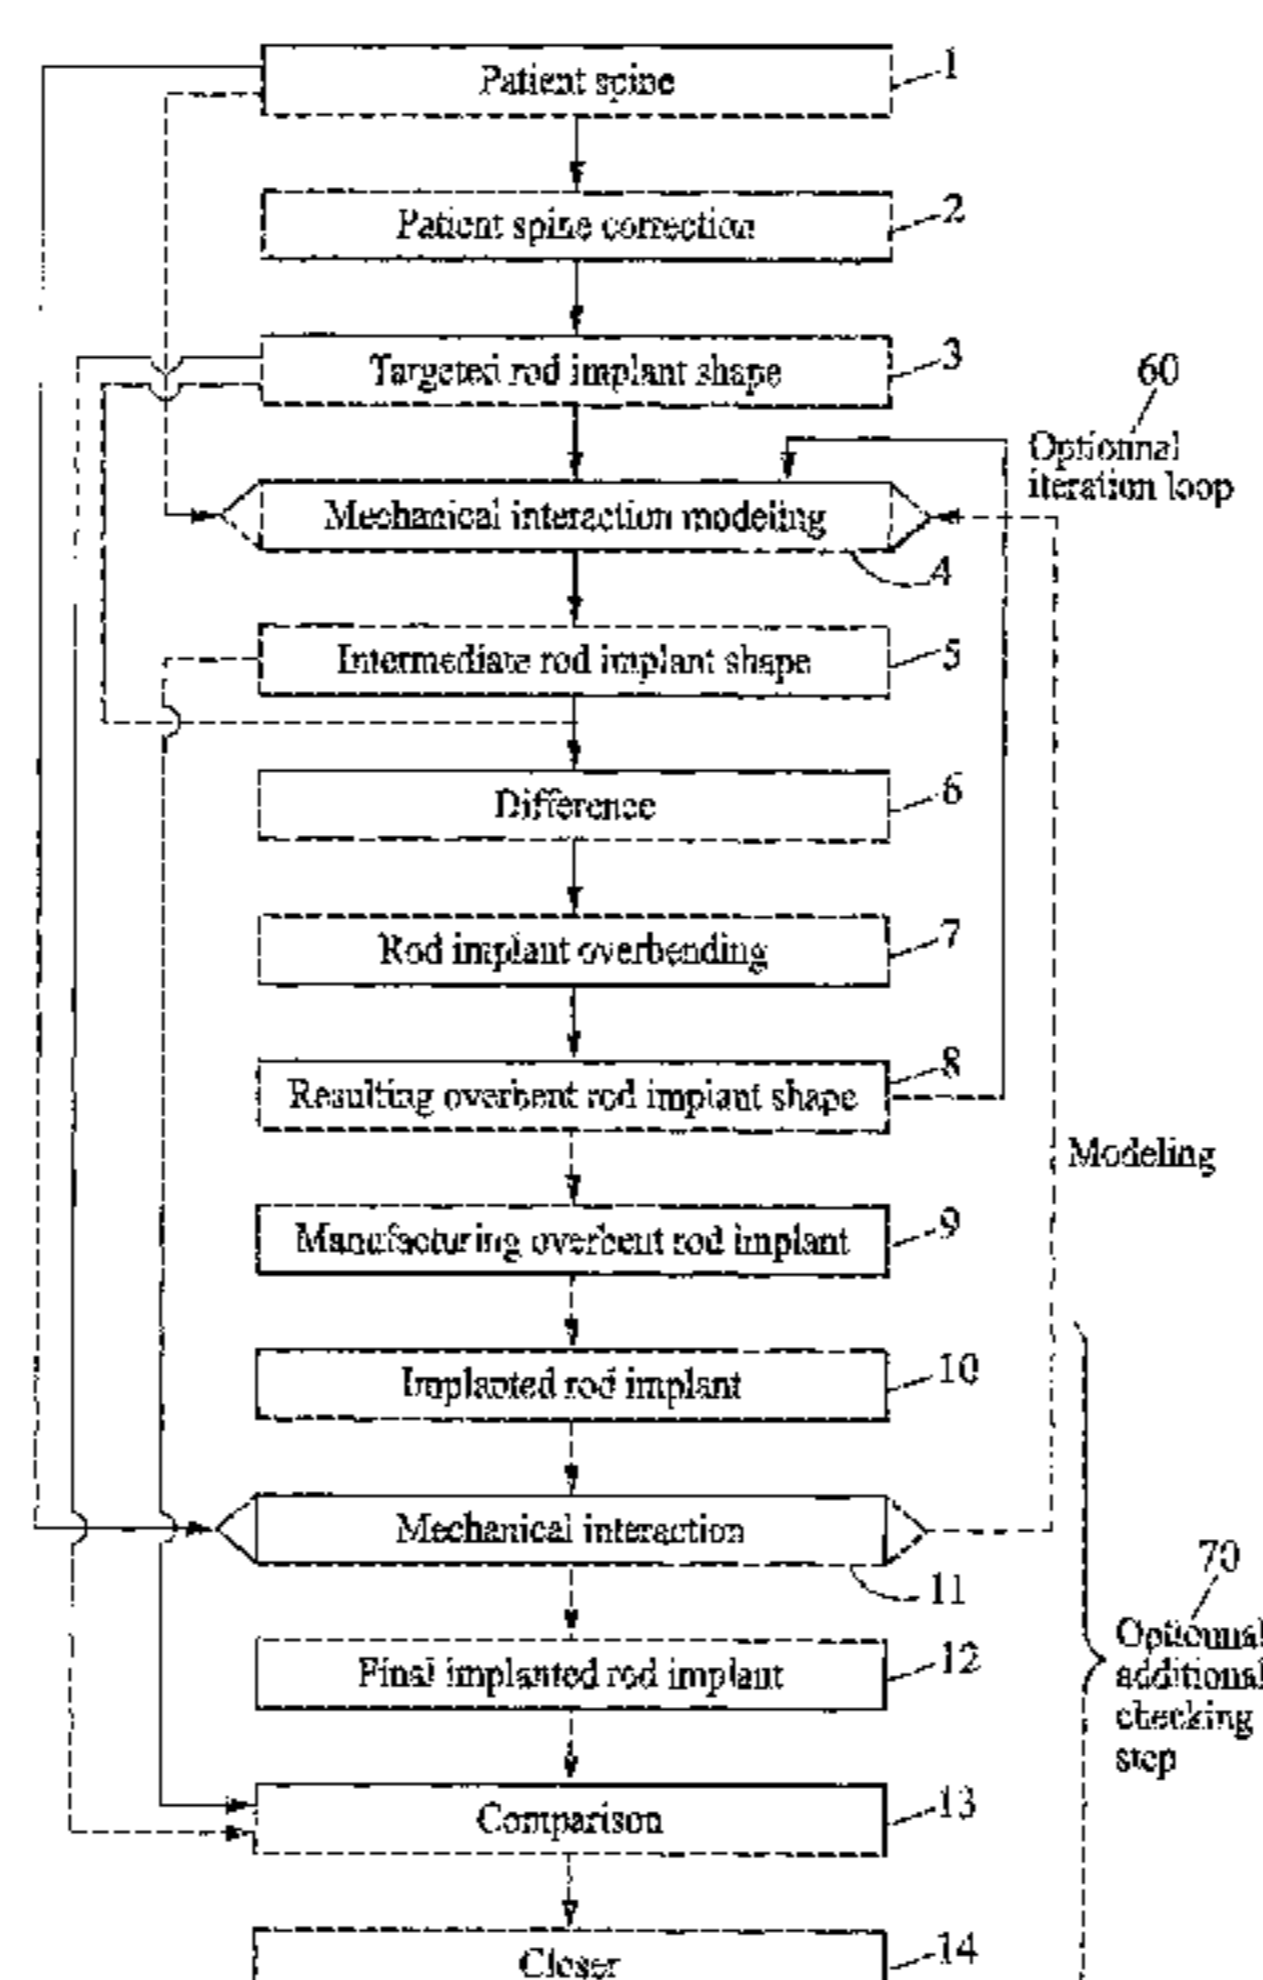 Patient spine
1
Patient spine correction
2
Targeted rod implant shape
3
60
Optionnal
iteration loop
Mechanical interaction modeling
4
Intermediate rod implant shape
5
Difference
6
Rod implant overbending
7
Resulting overbent rod implant shape
8
Modeling
Manufacturing overbent rod implant
9
Implanted rod implant
10
Mechanical interaction
11
70
Optionnal
additional
checking
step
Final implanted rod implant
12
Comparison
13
Closer
14